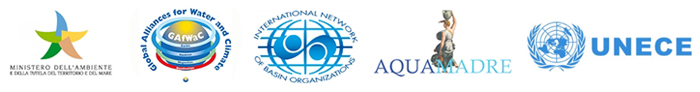 MINISTERO DELL'AMBIENTE
E DELLA TUTELA DEL TERRITORIO E DEL MARE
Global Alliances for Water and Climate
GAfWaC
INTERNATIONAL NETWORK
OF BASIN ORGANIZATIONS
AQUAMADRE
UNECE